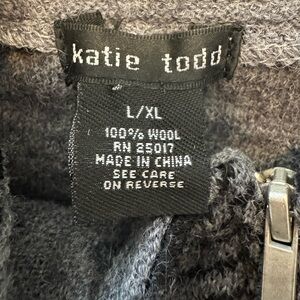 katie todd
L/XL
100% WOOL
RN 25017
MADE IN CHINA
SEE CARE
ON REVERSE